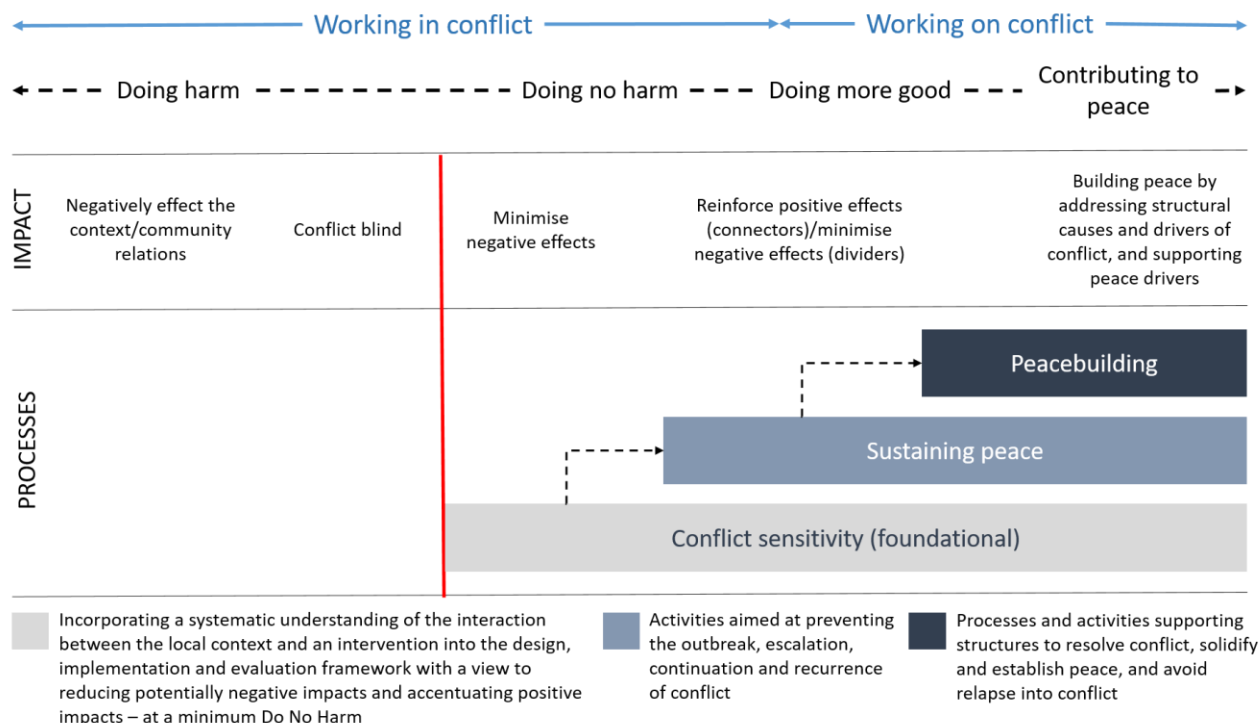 Working in conflict
Working on conflict
Doing harm
Doing no harm
Doing more good
Contributing to
peace
IMPACT
Negatively effect the
context/community
relations
Conflict blind
Minimise
negative effects
Reinforce positive effects
(connectors)/minimise
negative effects (dividers)
Building peace by
addressing structural
causes and drivers of
conflict, and supporting
peace drivers
PROCESSES
Peacebuilding
Sustaining peace
Conflict sensitivity (foundational)
Incorporating a systematic understanding of the interaction
between the local context and an intervention into the design,
implementation and evaluation framework with a view to
reducing potentially negative impacts and accentuating positive
impacts – at a minimum Do No Harm
Activities aimed at preventing
the outbreak, escalation,
continuation and recurrence
of conflict
Processes and activities supporting
structures to resolve conflict, solidify
and establish peace, and avoid
relapse into conflict